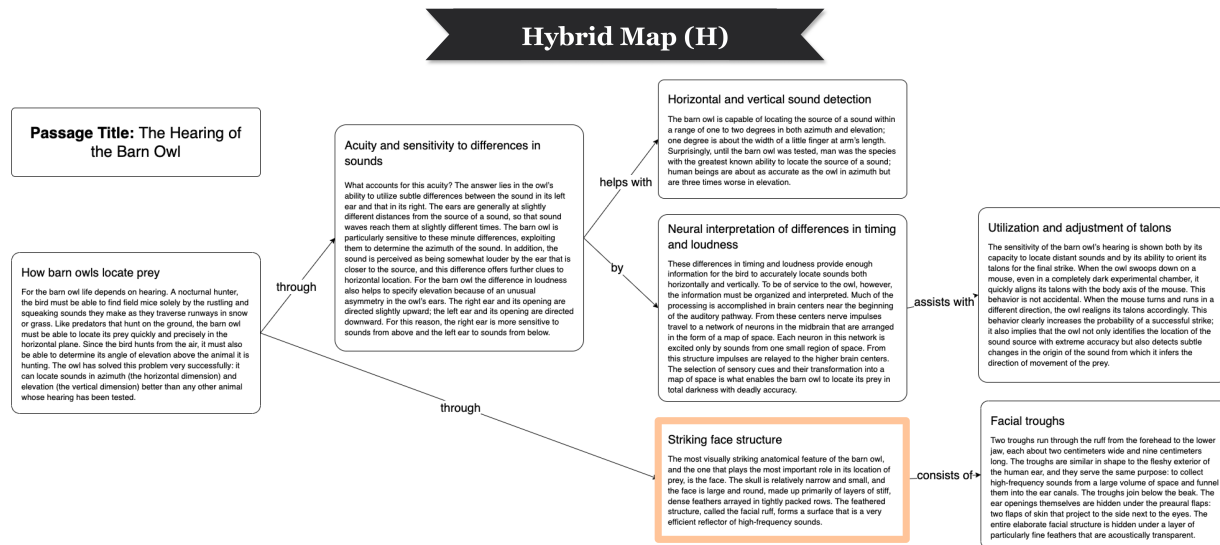 Hybrid Map (H)
Passage Title: The Hearing of
the Barn Owl
How barn owls locate prey
For the barn owl life depends on hearing. A nocturnal hunter,
the bird must be able to find field mice solely by the rustling and
squeaking sounds they make as they traverse runways in snow
or grass. Like predators that hunt on the ground, the barn owl
must be able to locate its prey quickly and precisely in the
horizontal plane. Since the bird hunts from the air, it must also
be able to determine its angle of elevation above the animal it is
hunting. The owl has solved this problem very successfully: it
can locate sounds in azimuth (the horizontal dimension) and
elevation (the vertical dimension) better than any other animal
whose hearing has been tested.
through
through
Acuity and sensitivity to differences in
sounds
What accounts for this acuity? The answer lies in the owl's
ability to utilize subtle differences between the sound in its left
ear and that in its right. The ears are generally at slightly
different distances from the source of a sound, so that sound
waves reach them at slightly different times. The barn owl is
particularly sensitive to these minute differences, exploiting
them to determine the azimuth of the sound. In addition, the
sound is perceived as being somewhat louder by the ear that is
closer to the source, and this difference offers further clues to
horizontal location. For the barn owl the difference in loudness
also helps to specify elevation because of an unusual
asymmetry in the owl's ears. The right ear and its opening are
directed slightly upward; the left ear and its opening are directed
downward. For this reason, the right ear is more sensitive to
sounds from above and the left ear to sounds from below.
helps with
by
Horizontal and vertical sound detection
The barn owl is capable of locating the source of a sound within
a range of one to two degrees in both azimuth and elevation;
one degree is about the width of a little finger at arm's length.
Surprisingly, until the barn owl was tested, man was the species
with the greatest known ability to locate the source of a sound;
human beings are about as accurate as the owl in azimuth but
are three times worse in elevation.
Neural interpretation of differences in timing
and loudness
These differences in timing and loudness provide enough
information for the bird to accurately locate sounds both
horizontally and vertically. To be of service to the owl, however,
the information must be organized and interpreted. Much of the
processing is accomplished in brain centers near the beginning
of the auditory pathway. From these centers nerve impulses
travel to a network of neurons in the midbrain that are arranged
in the form of a map of space. Each neuron in this network is
excited only by sounds from one small region of space. From
this structure impulses are relayed to the higher brain centers.
The selection of sensory cues and their transformation into a
map of space is what enables the barn owl to locate its prey in
total darkness with deadly accuracy.
assists with
Utilization and adjustment of talons
The sensitivity of the barn owl's hearing is shown both by its
capacity to locate distant sounds and by its ability to orient its
talons for the final strike. When the owl swoops down on a
mouse, even in a completely dark experimental chamber, it
quickly aligns its talons with the body axis of the mouse. This
behavior is not accidental. When the mouse turns and runs in a
different direction, the owl realigns its talons accordingly. This
behavior clearly increases the probability of a successful strike;
it also implies that the owl not only identifies the location of the
sound source with extreme accuracy but also detects subtle
changes in the origin of the sound from which it infers the
direction of movement of the prey.
Striking face structure
The most visually striking anatomical feature of the barn owl,
and the one that plays the most important role in its location of
prey, is the face. The skull is relatively narrow and small, and
the face is large and round, made up primarily of layers of stiff,
dense feathers arrayed in tightly packed rows. The feathered
structure, called the facial ruff, forms a surface that is a very
efficient reflector of high-frequency sounds.
consists of
Facial troughs
Two troughs run through the ruff from the forehead to the lower
jaw, each about two centimeters wide and nine centimeters
long. The troughs are similar in shape to the fleshy exterior of
the human ear, and they serve the same purpose: to collect
high-frequency sounds from a large volume of space and funnel
them into the ear canals. The troughs join below the beak. The
ear openings themselves are hidden under the preaural flaps:
two flaps of skin that project to the side next to the eyes. The
entire elaborate facial structure is hidden under a layer of
particularly fine feathers that are acoustically transparent.